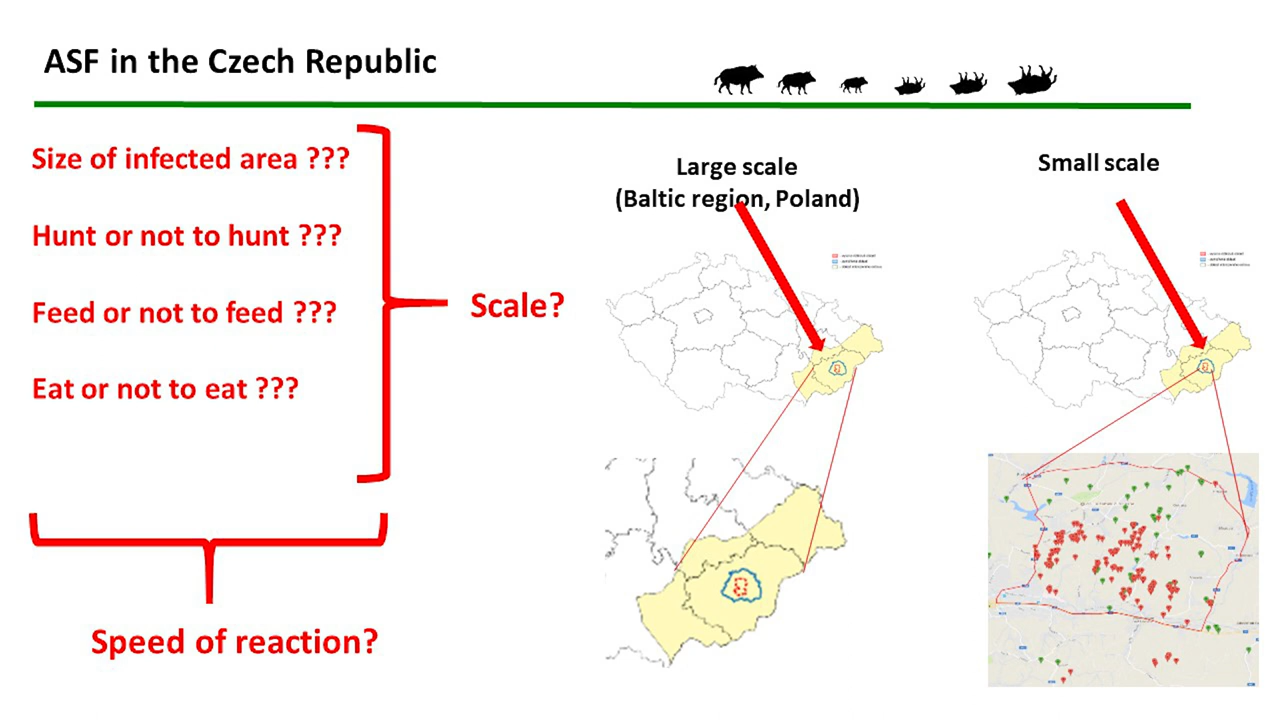 ASF in the Czech Republic
Size of infected area ???
Hunt or not to hunt ???
Feed or not to feed ???
Eat or not to eat ???
Scale?
Speed of reaction?
Large scale
(Baltic region, Poland)
Small scale